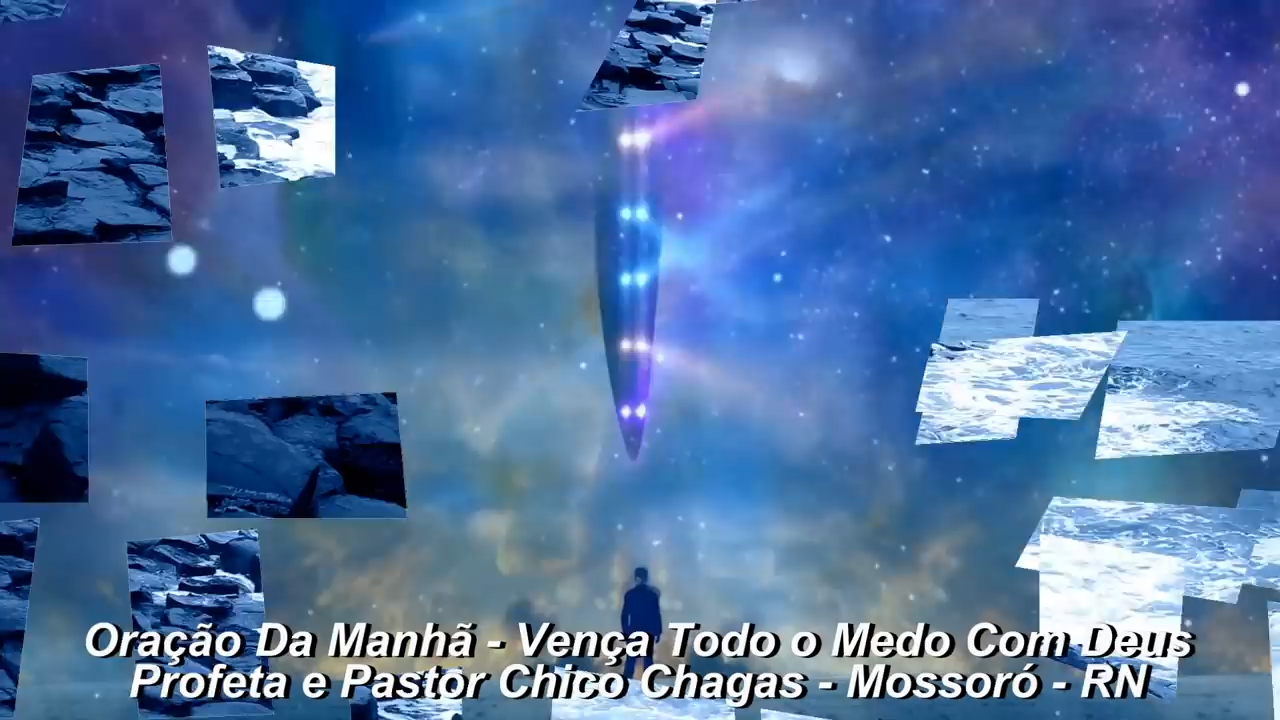 Oração Da Manhã - Vença Todo o Medo Com Deus
Profeta e Pastor Chico Chagas - Mossoró - RN